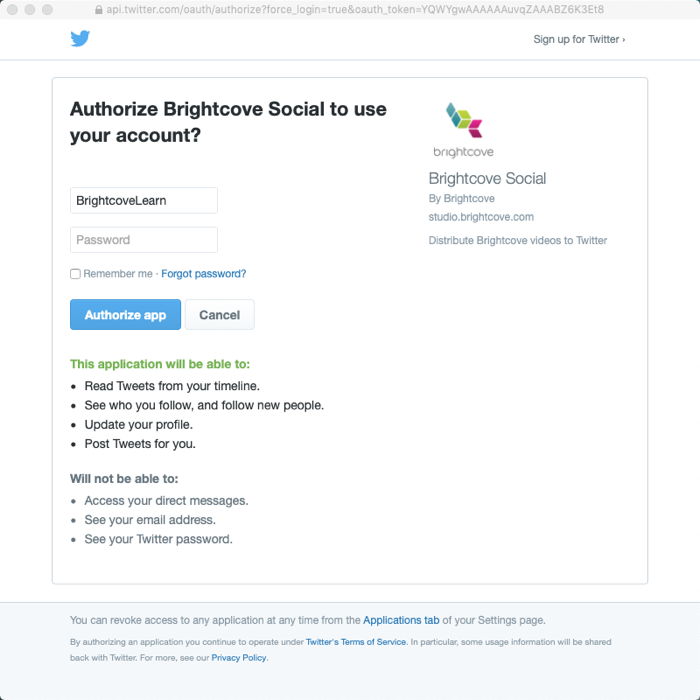 api.twitter.com/oauth/authorize?force_login=true&oauth_token=YQWYgwAAAAAAuvqZAAABZ6K3Et8
Sign up for Twitter ›
Authorize Brightcove Social to use
your account?
brightcove
Brightcove Social
By Brightcove
studio.brightcove.com
Distribute Brightcove videos to Twitter
BrightcoveLearn
Password
Remember me · Forgot password?
Authorize app Cancel
This application will be able to:
• Read Tweets from your timeline.
• See who you follow, and follow new people.
• Update your profile.
• Post Tweets for you.
Will not be able to:
• Access your direct messages.
• See your email address.
• See your Twitter password.
You can revoke access to any application at any time from the Applications tab of your Settings page.
By authorizing an application you continue to operate under Twitter's Terms of Service. In particular, some usage information will be shared
back with Twitter. For more, see our Privacy Policy.